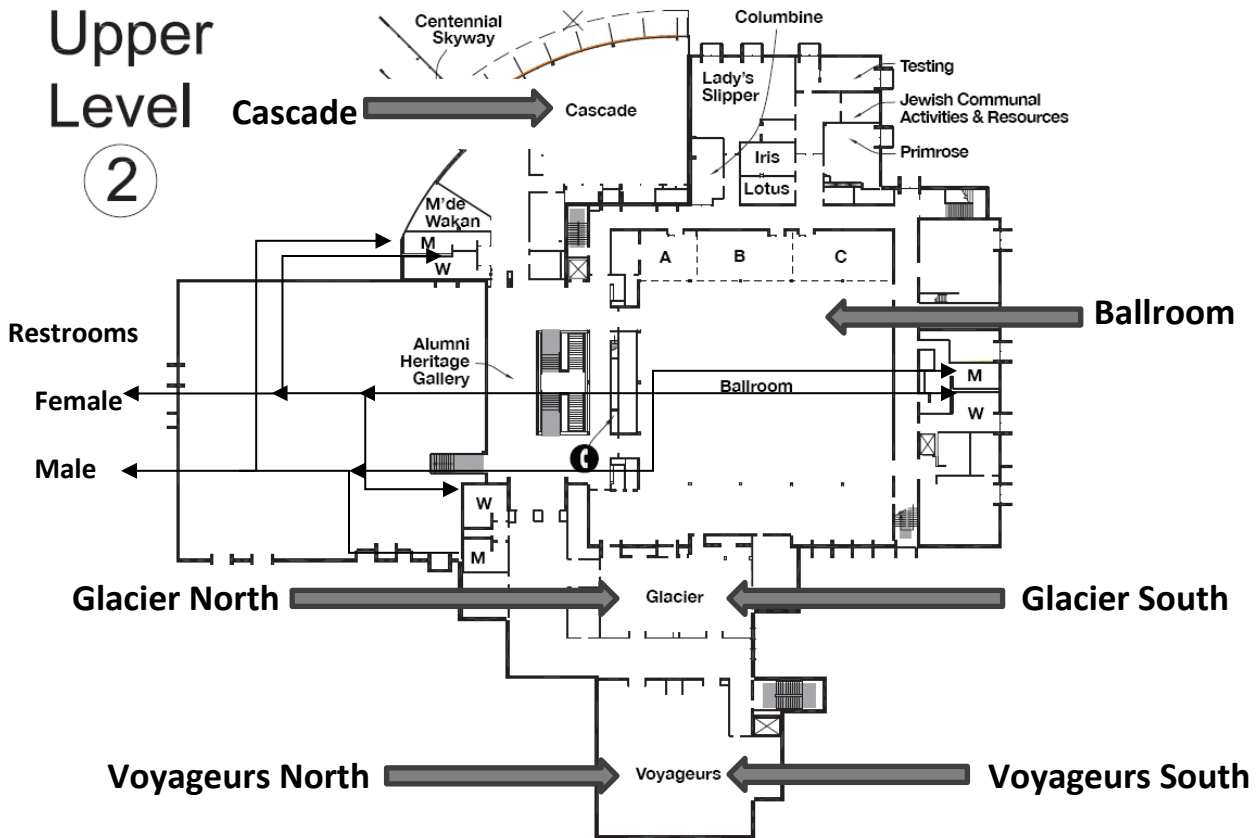 Upper
Level
2
Centennial
Skyway
Columbine
Testing
Lady's
Slipper
Jewish Communal
Activities & Resources
Cascade
Cascade
Primrose
Iris
Lotus
M'de
Wakan
M
W
A
B
C
Restrooms
Ballroom
Alumni
Heritage
Gallery
Ballroom
M
W
Female
Male
W
M
Glacier North
Glacier
Glacier South
Voyageurs North
Voyageurs
Voyageurs South